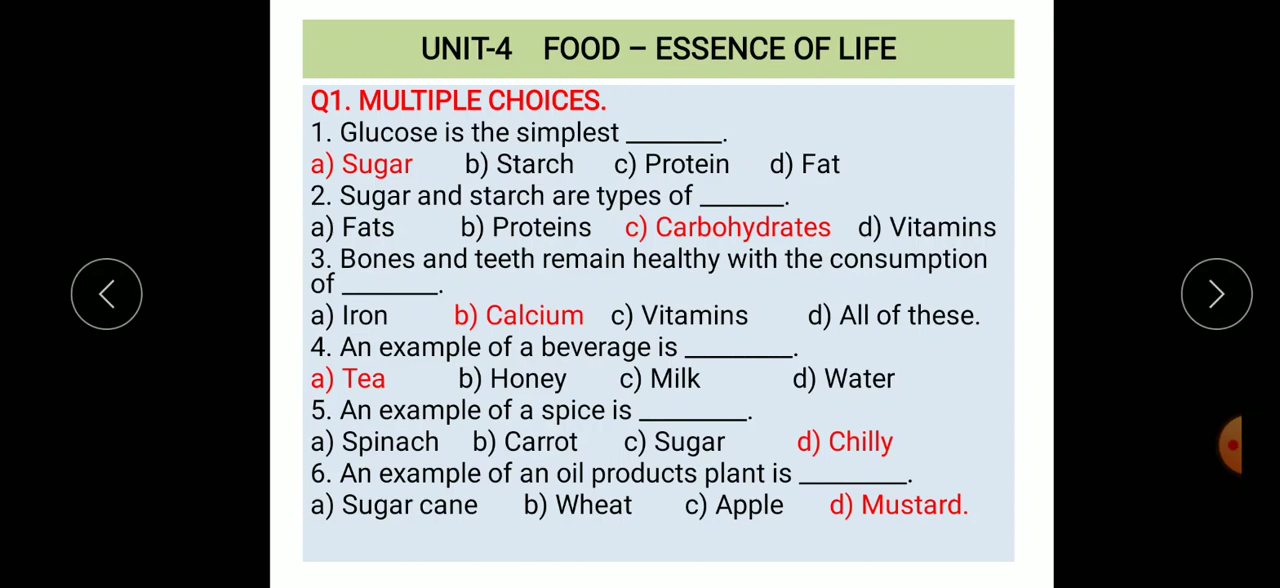 UNIT-4 FOOD – ESSENCE OF LIFE
Q1. MULTIPLE CHOICES.
1. Glucose is the simplest _______.
a) Sugar b) Starch c) Protein d) Fat
2. Sugar and starch are types of ______.
a) Fats b) Proteins c) Carbohydrates d) Vitamins
3. Bones and teeth remain healthy with the consumption
of _______.
a) Iron b) Calcium c) Vitamins d) All of these.
4. An example of a beverage is ________.
a) Tea b) Honey c) Milk d) Water
5. An example of a spice is ________.
a) Spinach b) Carrot c) Sugar d) Chilly
6. An example of an oil products plant is ________.
a) Sugar cane b) Wheat c) Apple d) Mustard.